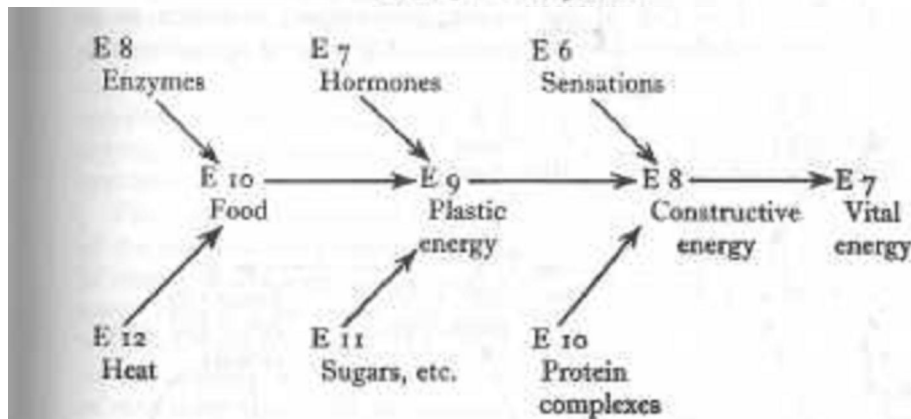 E 8
Enzymes
E 7
Hormones
E 6
Sensations
E 10
Food
E 9
Plastic
energy
E 8
Constructive
energy
E 7
Vital
energy
E 12
Heat
E 11
Sugars, etc.
E 10
Protein
complexes